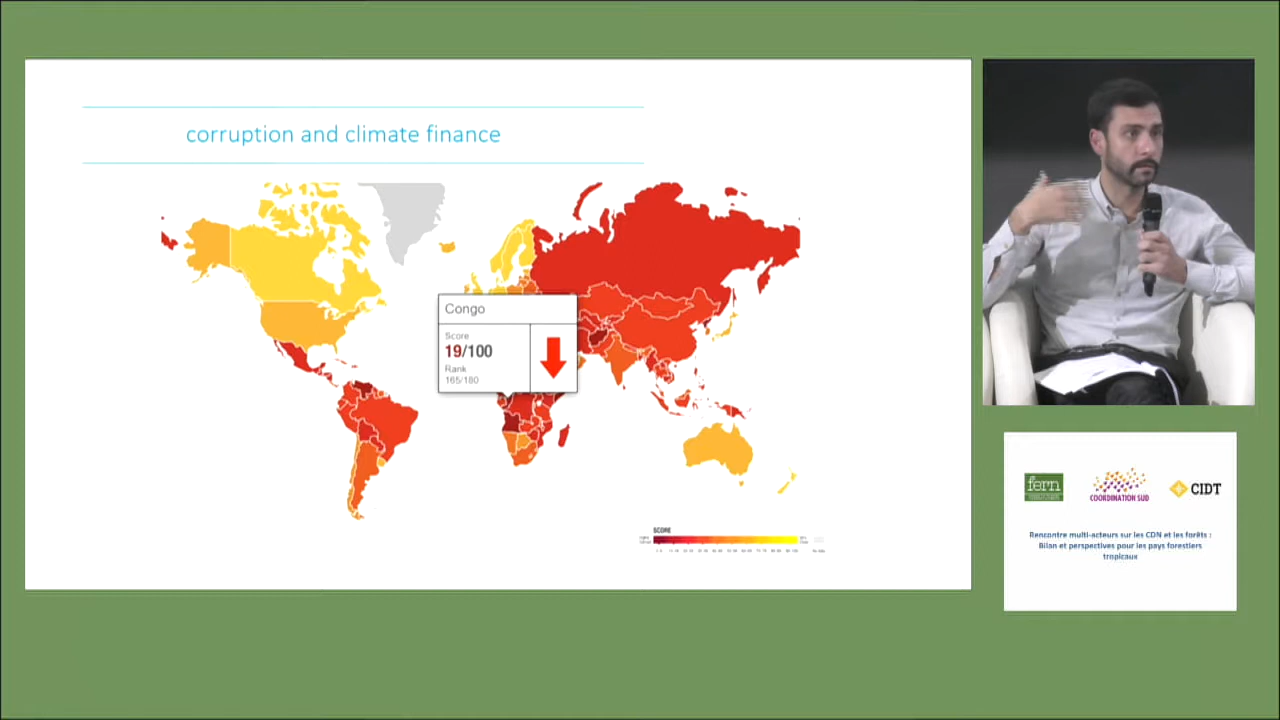 corruption and climate finance
Congo
Score
19/100
Rank
165/180
SCORE
fern
COORDINATION SUD
CIDT
Rencontre multi-acteurs sur les CDN et les forêts :
Bilan et perspectives pour les pays forestiers
tropicaux